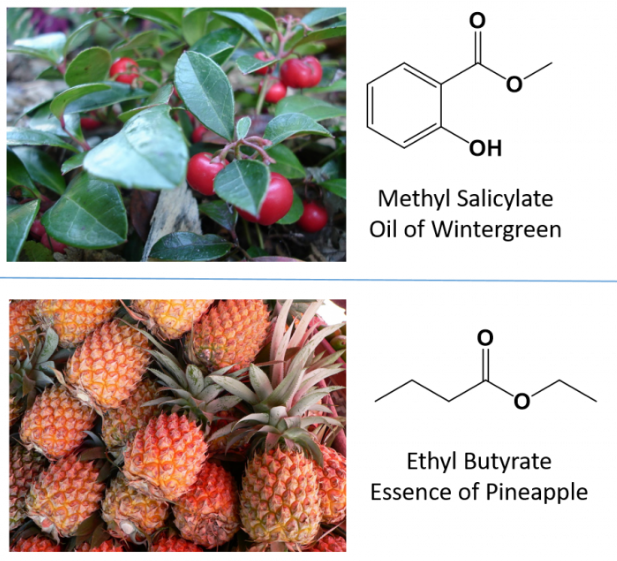 O
O
OH
Methyl Salicylate
Oil of Wintergreen
O
O
Ethyl Butyrate
Essence of Pineapple